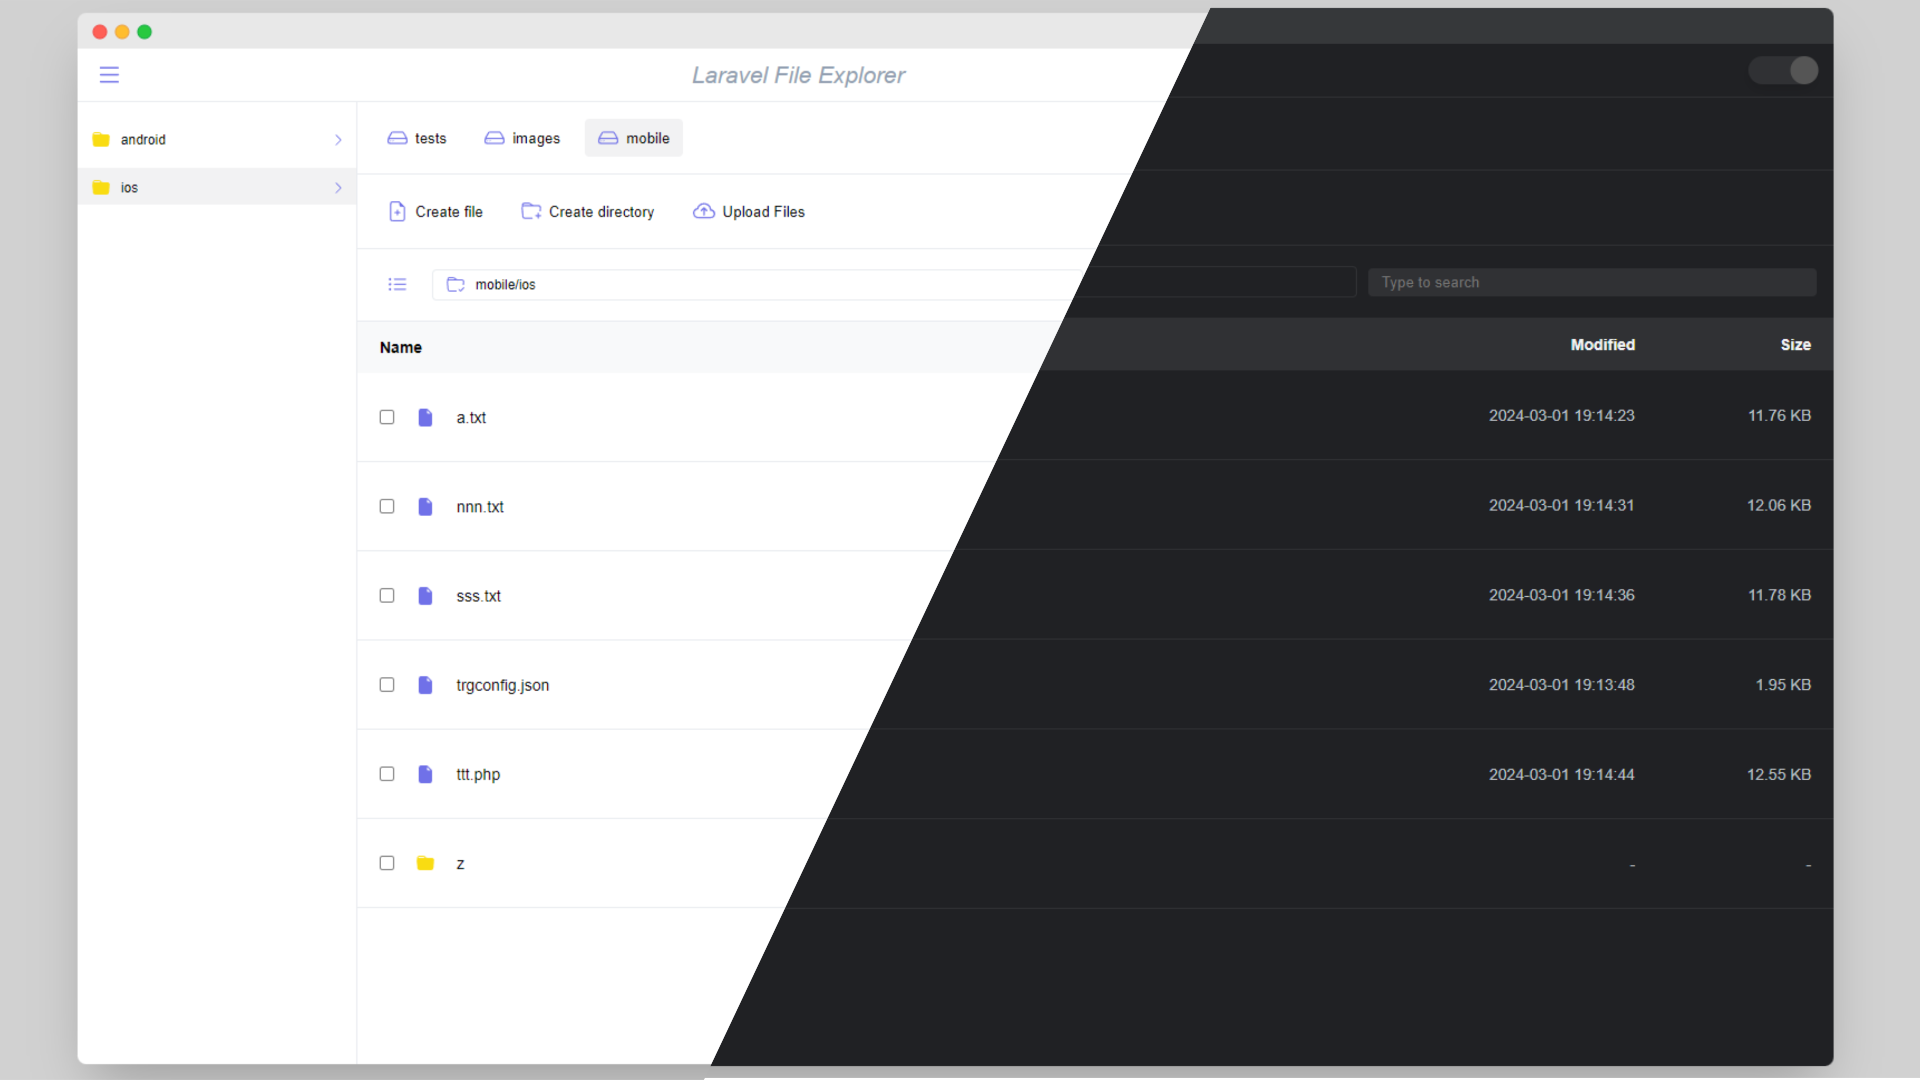 Laravel File Explorer
android
ios
tests images mobile
Create file Create directory Upload Files
mobile/ios Type to search
Name Modified Size
a.txt 2024-03-01 19:14:23 11.76 KB
nnn.txt 2024-03-01 19:14:31 12.06 KB
sss.txt 2024-03-01 19:14:36 11.78 KB
trgconfig.json 2024-03-01 19:13:48 1.95 KB
ttt.php 2024-03-01 19:14:44 12.55 KB
z - -